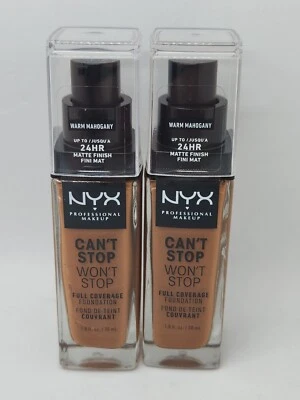 WARM MAHOGANY
UP TO / JUSQU'A
24HR
MATTE FINISH
FINI MAT
NYX
PROFESSIONAL
MAKEUP
CAN'T
STOP
WON'T
STOP
FULL COVERAGE
FOUNDATION
FOND DE TEINT
COUVRANT
WARM MAHOGANY
UP TO / JUSQU'A
24HR
MATTE FINISH
FINI MAT
NYX
PROFESSIONAL
MAKEUP
CAN'T
STOP
WON'T
STOP
FULL COVERAGE
FOUNDATION
FOND DE TEINT
COUVRANT